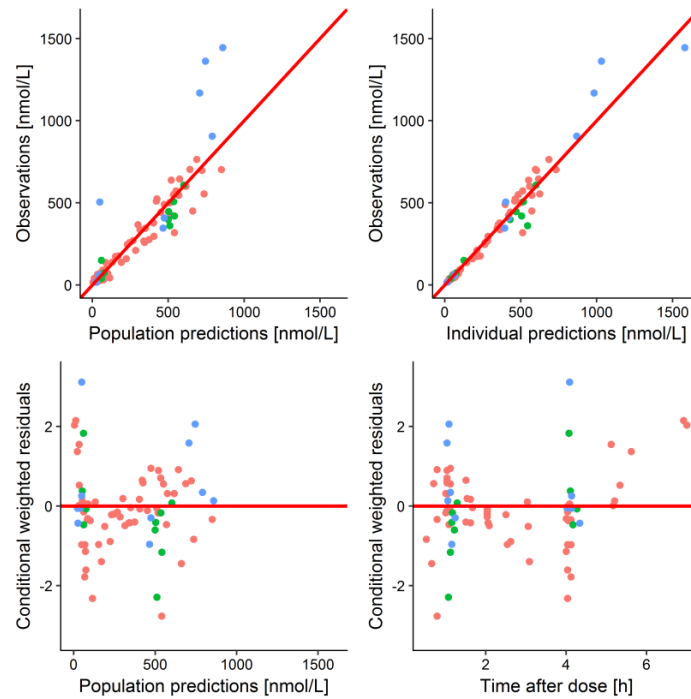 Observations [nmol/L]
1500
1000
500
0
0 500 1000 1500
Population predictions [nmol/L]
Observations [nmol/L]
1500
1000
500
0
0 500 1000 1500
Individual predictions [nmol/L]
Conditional weighted residuals
2
0
-2
0 500 1000 1500
Population predictions [nmol/L]
Conditional weighted residuals
2
0
-2
2 4 6
Time after dose [h]